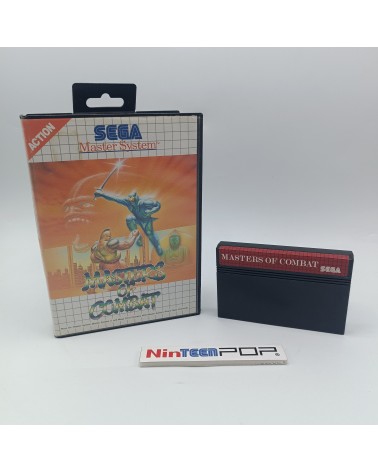 ACTION
SEGA
Master System
MASTERS
OF
COMBAT
MASTERS OF COMBAT
SEGA
NinTEENPOP